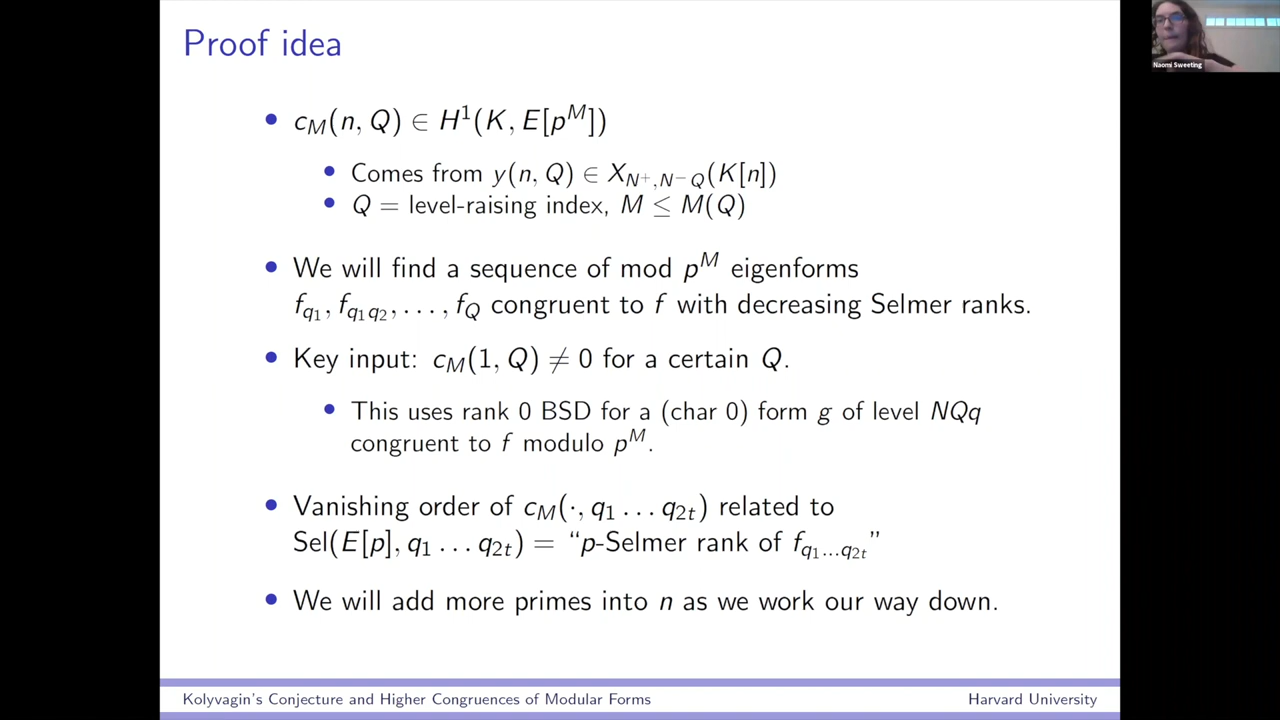 Proof idea
• c_M(n, Q) ∈ H^1(K, E[p^M])
• Comes from y(n, Q) ∈ X_{N^+,N^-Q}(K[n])
• Q = level-raising index, M ≤ M(Q)
• We will find a sequence of mod p^M eigenforms
f_{q_1}, f_{q_1q_2}, . . . , f_Q congruent to f with decreasing Selmer ranks.
• Key input: c_M(1, Q) ≠ 0 for a certain Q.
• This uses rank 0 BSD for a (char 0) form g of level NQq
congruent to f modulo p^M.
• Vanishing order of c_M(·, q_1 . . . q_{2t}) related to
Sel(E[p], q_1 . . . q_{2t}) = “p-Selmer rank of f_{q_1...q_{2t}}”
• We will add more primes into n as we work our way down.
Kolyvagin's Conjecture and Higher Congruences of Modular Forms
Harvard University
Naomi Sweeting